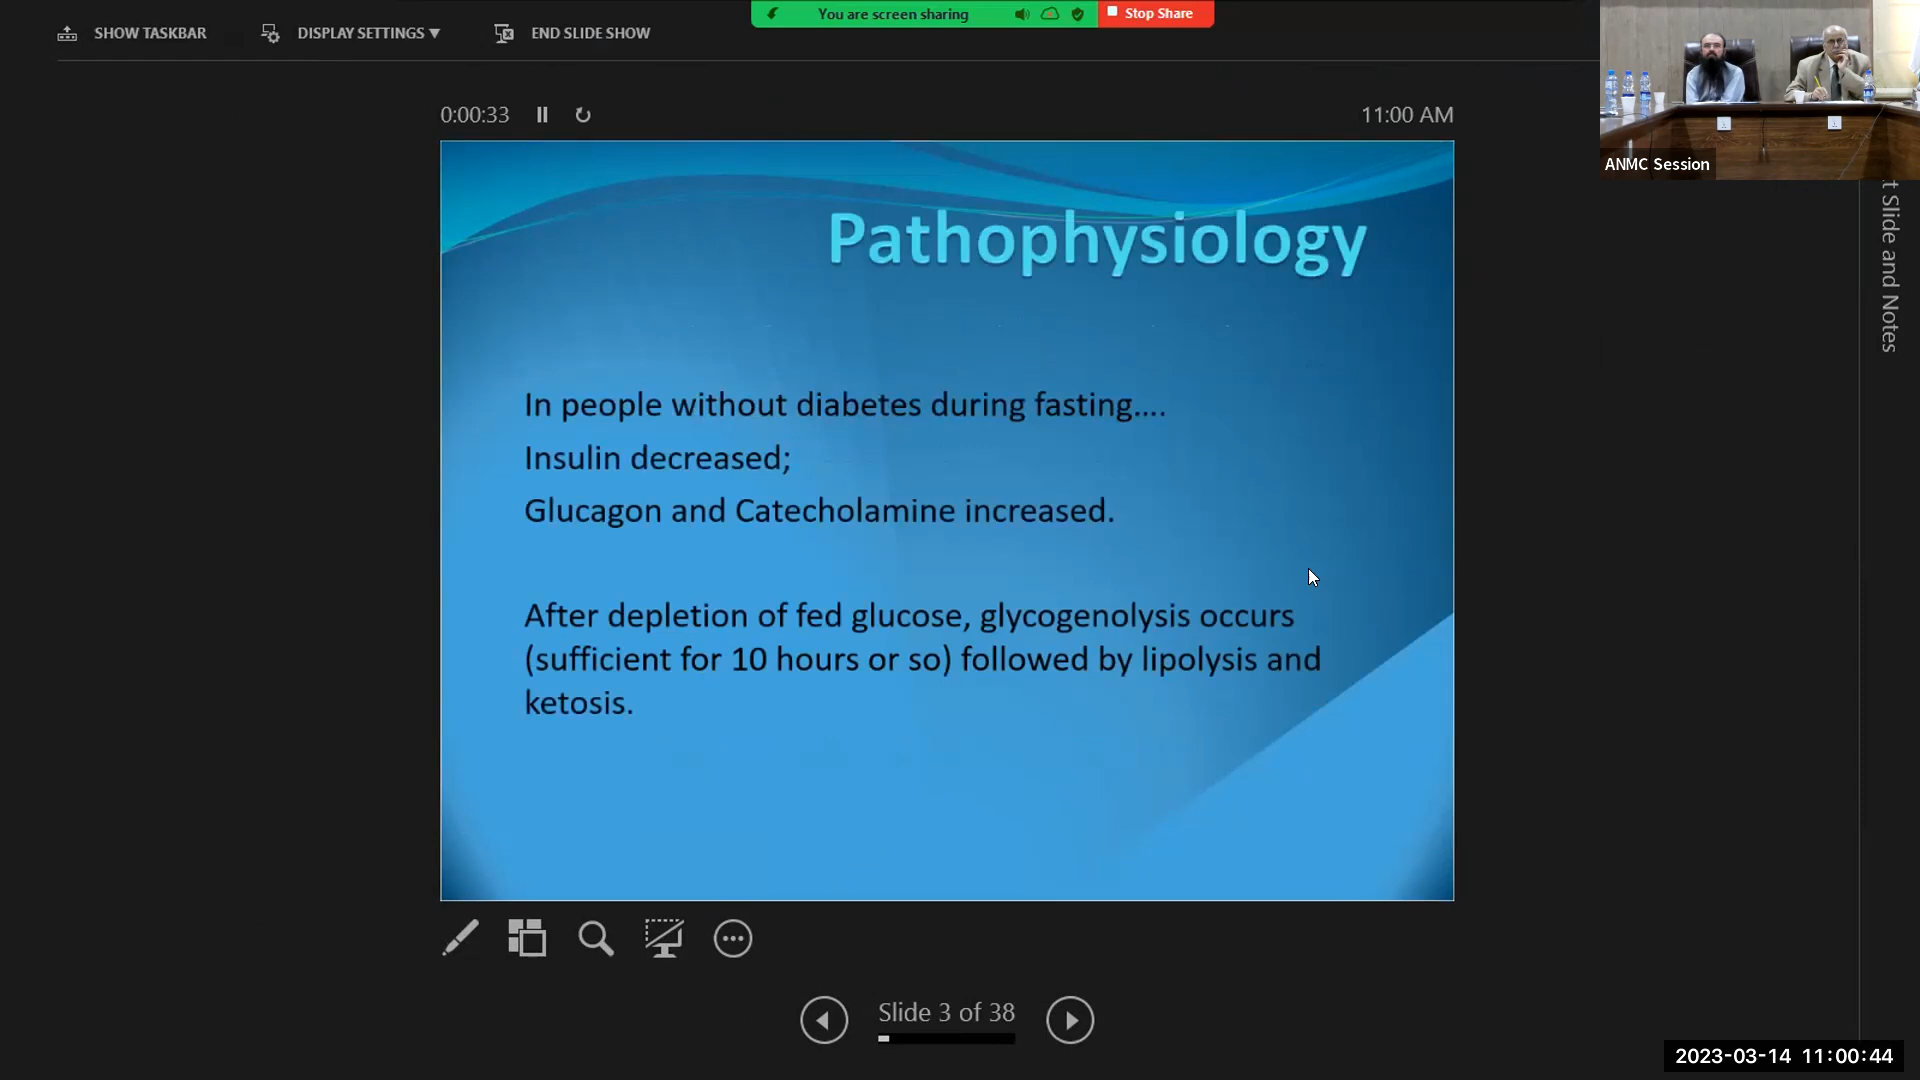 SHOW TASKBAR
DISPLAY SETTINGS ▼
END SLIDE SHOW
You are screen sharing
Stop Share
0:00:33
11:00 AM
ANMC Session
t Slide and Notes
Pathophysiology
In people without diabetes during fasting....
Insulin decreased;
Glucagon and Catecholamine increased.
After depletion of fed glucose, glycogenolysis occurs
(sufficient for 10 hours or so) followed by lipolysis and
ketosis.
Slide 3 of 38
2023-03-14 11:00:44